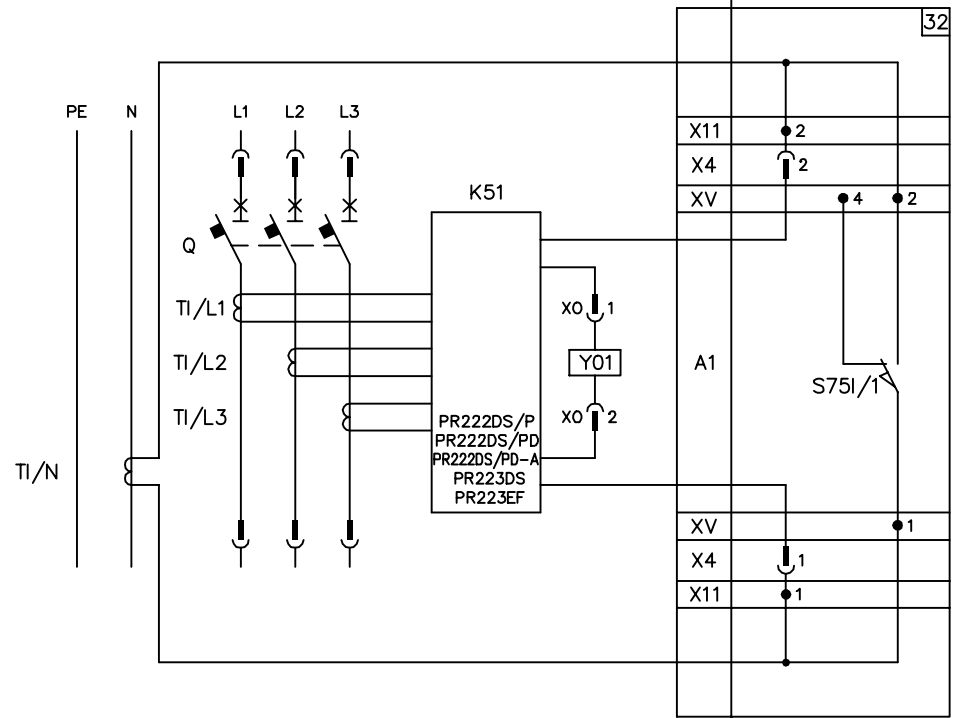 32
PE N L1 L2 L3
X11 2
X4 2
K51
XV 4 2
Q
TI/L1
X0 1
TI/L2
Y01
A1
S75I/1
TI/L3
X0 2
PR222DS/P
PR222DS/PD
PR222DS/PD-A
PR223DS
PR223EF
TI/N
XV 1
X4 1
X11 1